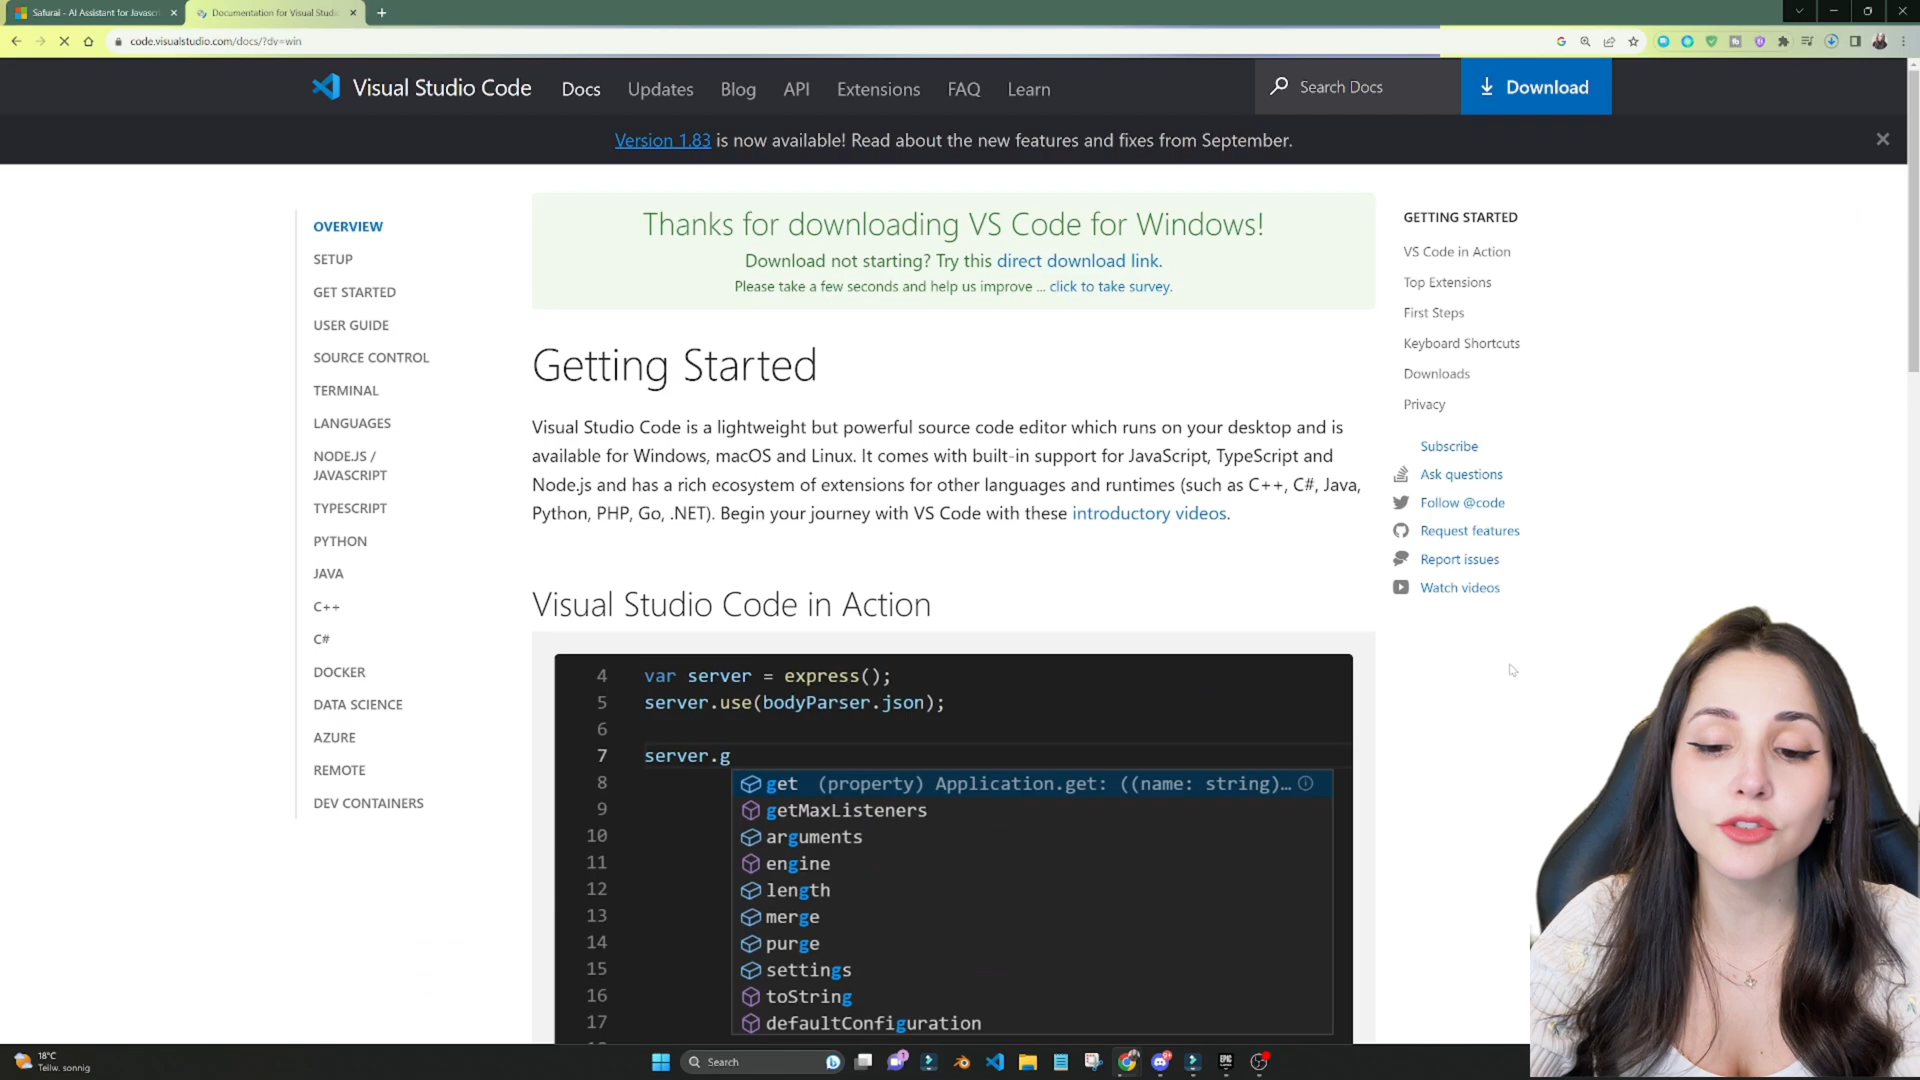 Safurai - AI Assistant for Javascri
Documentation for Visual Studi
code.visualstudio.com/docs/?dv=win
Visual Studio Code
Docs
Updates
Blog
API
Extensions
FAQ
Learn
Search Docs
Download
Version 1.83 is now available! Read about the new features and fixes from September.
OVERVIEW
SETUP
GET STARTED
USER GUIDE
SOURCE CONTROL
TERMINAL
LANGUAGES
NODE.JS /
JAVASCRIPT
TYPESCRIPT
PYTHON
JAVA
C++
C#
DOCKER
DATA SCIENCE
AZURE
REMOTE
DEV CONTAINERS
Thanks for downloading VS Code for Windows!
Download not starting? Try this direct download link.
Please take a few seconds and help us improve ... click to take survey.
Getting Started
Visual Studio Code is a lightweight but powerful source code editor which runs on your desktop and is
available for Windows, macOS and Linux. It comes with built-in support for JavaScript, TypeScript and
Node.js and has a rich ecosystem of extensions for other languages and runtimes (such as C++, C#, Java,
Python, PHP, Go, .NET). Begin your journey with VS Code with these introductory videos.
Visual Studio Code in Action
4 var server = express();
5 server.use(bodyParser.json);
6
7 server.g
8 get (property) Application.get: ((name: string)…
9 getMaxListeners
10 arguments
11 engine
12 length
13 merge
14 purge
15 settings
16 toString
17 defaultConfiguration
GETTING STARTED
VS Code in Action
Top Extensions
First Steps
Keyboard Shortcuts
Downloads
Privacy
Subscribe
Ask questions
Follow @code
Request features
Report issues
Watch videos
18°C
Teilw. sonnig
Search